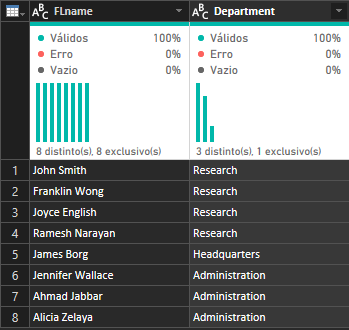 FLname Department
Válidos 100% Válidos 100%
Erro 0% Erro 0%
Vazio 0% Vazio 0%
8 distinto(s), 8 exclusivo(s) 3 distinto(s), 1 exclusivo(s)
1 John Smith Research
2 Franklin Wong Research
3 Joyce English Research
4 Ramesh Narayan Research
5 James Borg Headquarters
6 Jennifer Wallace Administration
7 Ahmad Jabbar Administration
8 Alicia Zelaya Administration